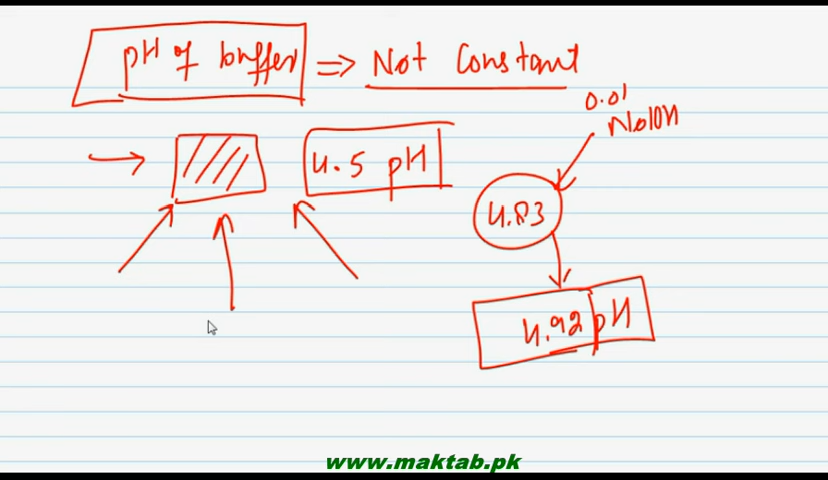 pH of buffer => Not Constant
0.01
NaOH
→ 4.5 pH
4.83
4.92 pH
www.maktab.pk